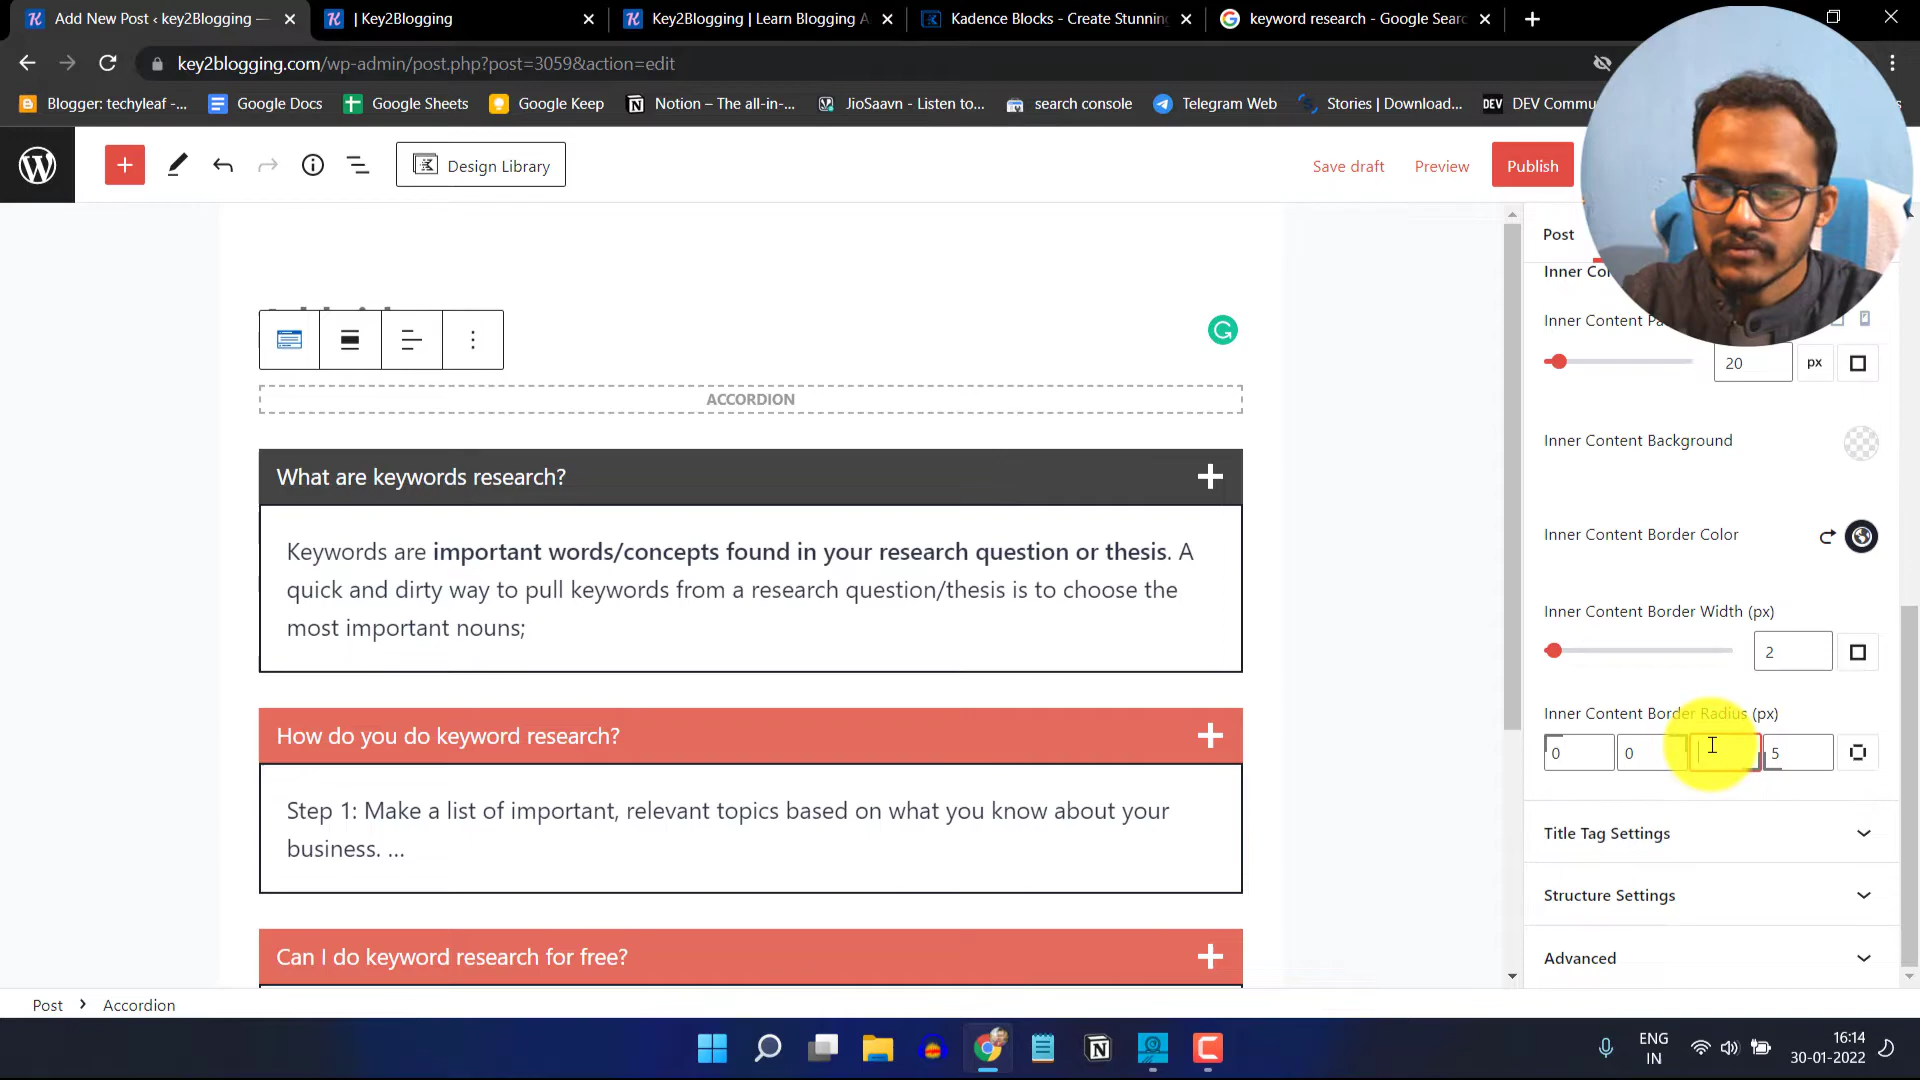 Add New Post ‹ key2Blogging —
| Key2Blogging
Key2Blogging | Learn Blogging A
Kadence Blocks - Create Stunning
keyword research - Google Searc
key2blogging.com/wp-admin/post.php?post=3059&action=edit
Blogger: techyleaf -...
Google Docs
Google Sheets
Google Keep
Notion – The all-in-...
JioSaavn - Listen to...
search console
Telegram Web
Stories | Download...
DEV Commu
Design Library
Save draft
Preview
Publish
Post
ACCORDION
What are keywords research?
Keywords are important words/concepts found in your research question or thesis. A
quick and dirty way to pull keywords from a research question/thesis is to choose the
most important nouns;
How do you do keyword research?
Step 1: Make a list of important, relevant topics based on what you know about your
business. ...
Can I do keyword research for free?
Inner Content
20
px
Inner Content Background
Inner Content Border Color
Inner Content Border Width (px)
2
Inner Content Border Radius (px)
0
0
5
Title Tag Settings
Structure Settings
Advanced
Post
Accordion
ENG
IN
16:14
30-01-2022